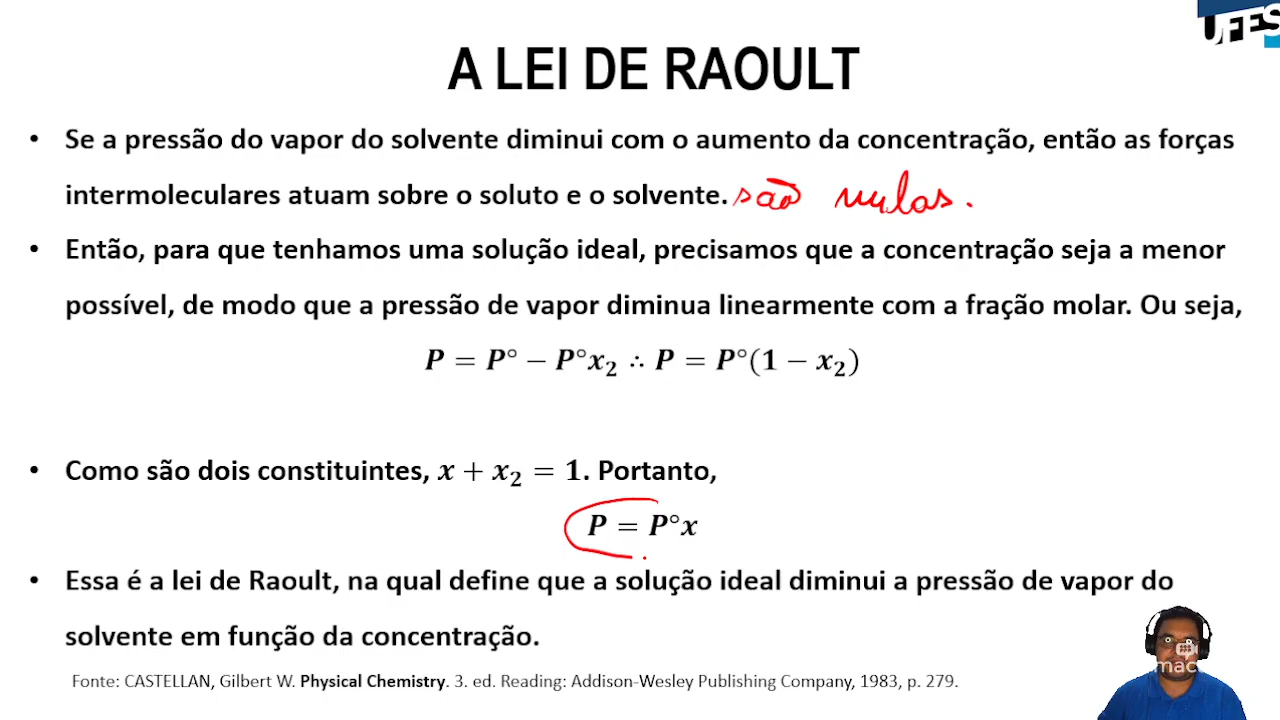 UFES
A LEI DE RAOULT
• Se a pressão do vapor do solvente diminui com o aumento da concentração, então as forças
intermoleculares atuam sobre o soluto e o solvente. são nulas.
• Então, para que tenhamos uma solução ideal, precisamos que a concentração seja a menor
possível, de modo que a pressão de vapor diminua linearmente com a fração molar. Ou seja,
P = P° − P°x₂ ∴ P = P°(1 − x₂)
• Como são dois constituintes, x + x₂ = 1. Portanto,
P = P°x
• Essa é a lei de Raoult, na qual define que a solução ideal diminui a pressão de vapor do
solvente em função da concentração.
Fonte: CASTELLAN, Gilbert W. Physical Chemistry. 3. ed. Reading: Addison-Wesley Publishing Company, 1983, p. 279.